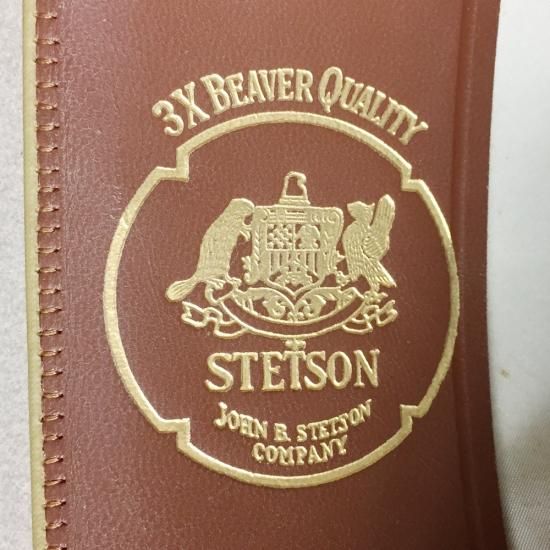 3X BEAVER QUALITY
STETSON
JOHN B. STETSON
COMPANY